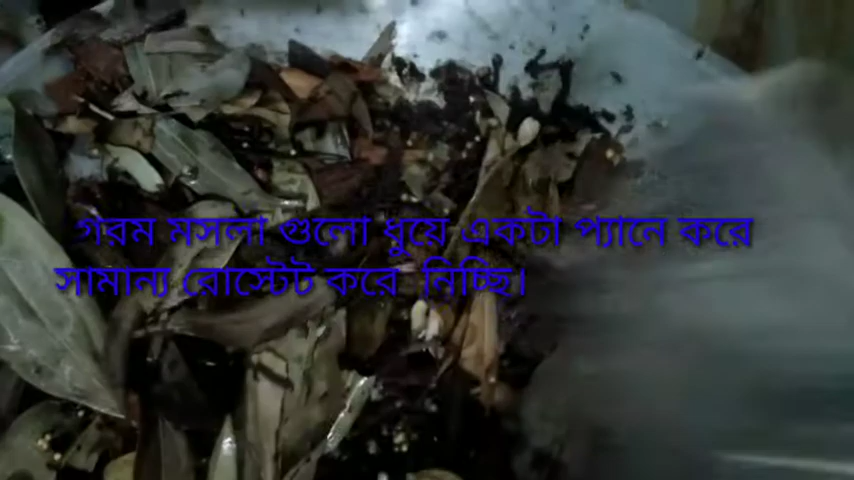 গরম মসলা গুলো ধুয়ে একটা প্যানে করে
সামান্য রোস্টেট করে নিচ্ছি।